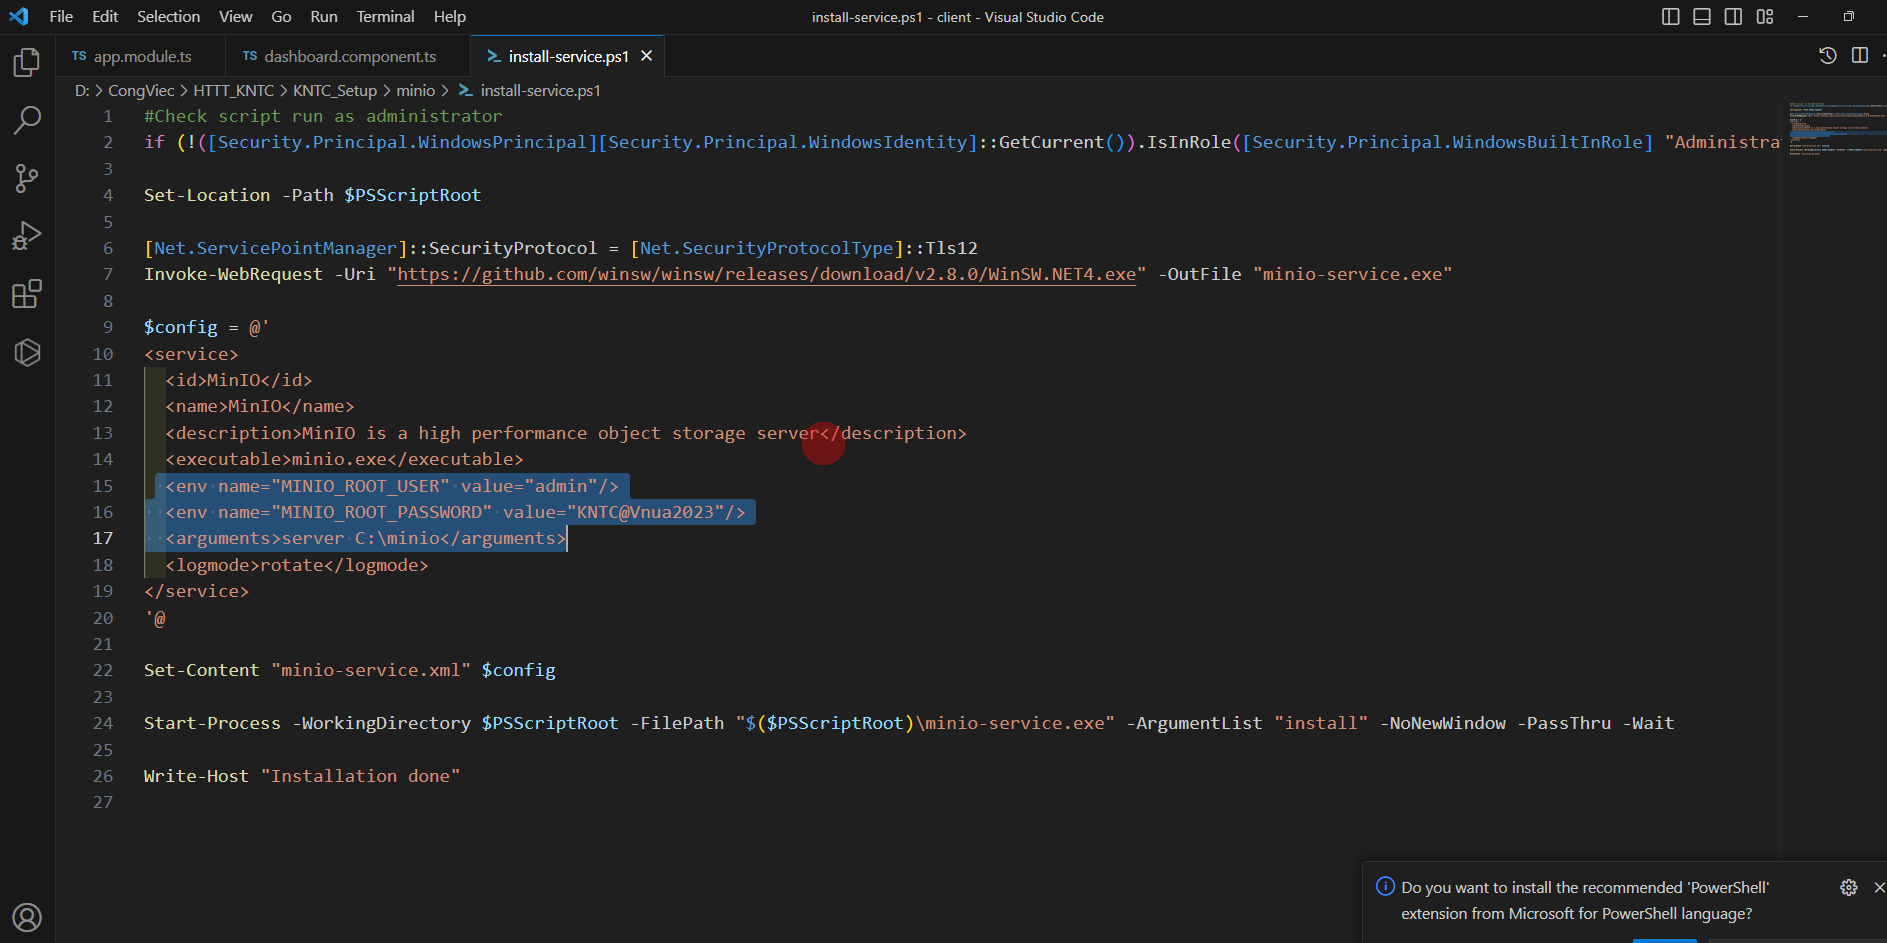 File Edit Selection View Go Run Terminal Help
install-service.ps1 - client - Visual Studio Code
TS app.module.ts
TS dashboard.component.ts
install-service.ps1
D: > CongViec > HTTT_KNTC > KNTC_Setup > minio > install-service.ps1
1 #Check script run as administrator
2 if (!([Security.Principal.WindowsPrincipal][Security.Principal.WindowsIdentity]::GetCurrent()).IsInRole([Security.Principal.WindowsBuiltInRole] "Administra
3
4 Set-Location -Path $PSScriptRoot
5
6 [Net.ServicePointManager]::SecurityProtocol = [Net.SecurityProtocolType]::Tls12
7 Invoke-WebRequest -Uri "https://github.com/winsw/winsw/releases/download/v2.8.0/WinSW.NET4.exe" -OutFile "minio-service.exe"
8
9 $config = @'
10 <service>
11 <id>MinIO</id>
12 <name>MinIO</name>
13 <description>MinIO is a high performance object storage server</description>
14 <executable>minio.exe</executable>
15 <env name="MINIO_ROOT_USER" value="admin"/>
16 <env name="MINIO_ROOT_PASSWORD" value="KNTC@Vnua2023"/>
17 <arguments>server C:\minio</arguments>
18 <logmode>rotate</logmode>
19 </service>
20 '@
21
22 Set-Content "minio-service.xml" $config
23
24 Start-Process -WorkingDirectory $PSScriptRoot -FilePath "$($PSScriptRoot)\minio-service.exe" -ArgumentList "install" -NoNewWindow -PassThru -Wait
25
26 Write-Host "Installation done"
27
Do you want to install the recommended 'PowerShell'
extension from Microsoft for PowerShell language?